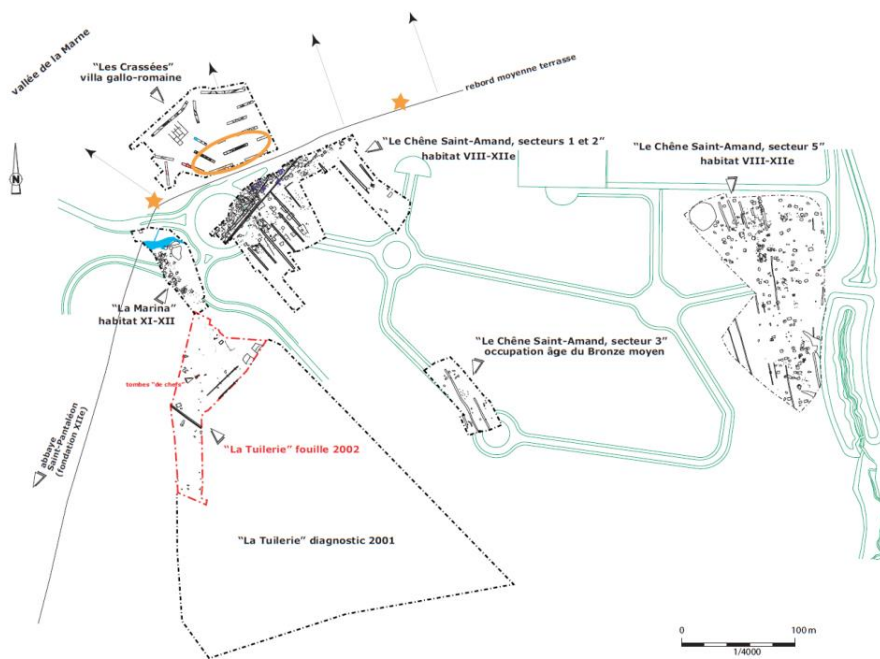 vallée de la Marne
"Les Crassées"
villa gallo-romaine
rebord moyenne terrasse
"Le Chêne Saint-Amand, secteurs 1 et 2"
habitat VIII-XIIe
"Le Chêne Saint-Amand, secteur 5"
habitat VIII-XIIe
N
"La Marina"
habitat XI-XII
"Le Chêne Saint-Amand, secteur 3"
occupation âge du Bronze moyen
tombes "de chefs"
abbaye
Saint-Pantaléon
(fondation XIIe)
"La Tuilerie" fouille 2002
"La Tuilerie" diagnostic 2001
0 100 m
1/4000